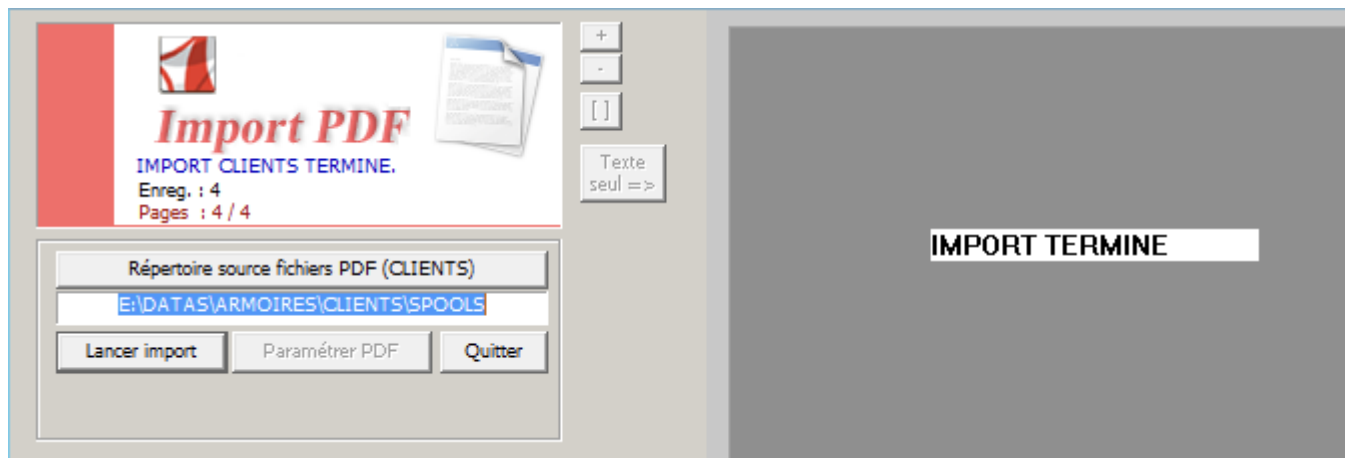 Import PDF
IMPORT CLIENTS TERMINE.
Enreg. : 4
Pages : 4 / 4
+
-
[ ]
Texte
seul =>
Répertoire source fichiers PDF (CLIENTS)
E:\DATAS\ARMOIRES\CLIENTS\SPOOLS
Lancer import Paramétrer PDF Quitter
IMPORT TERMINE